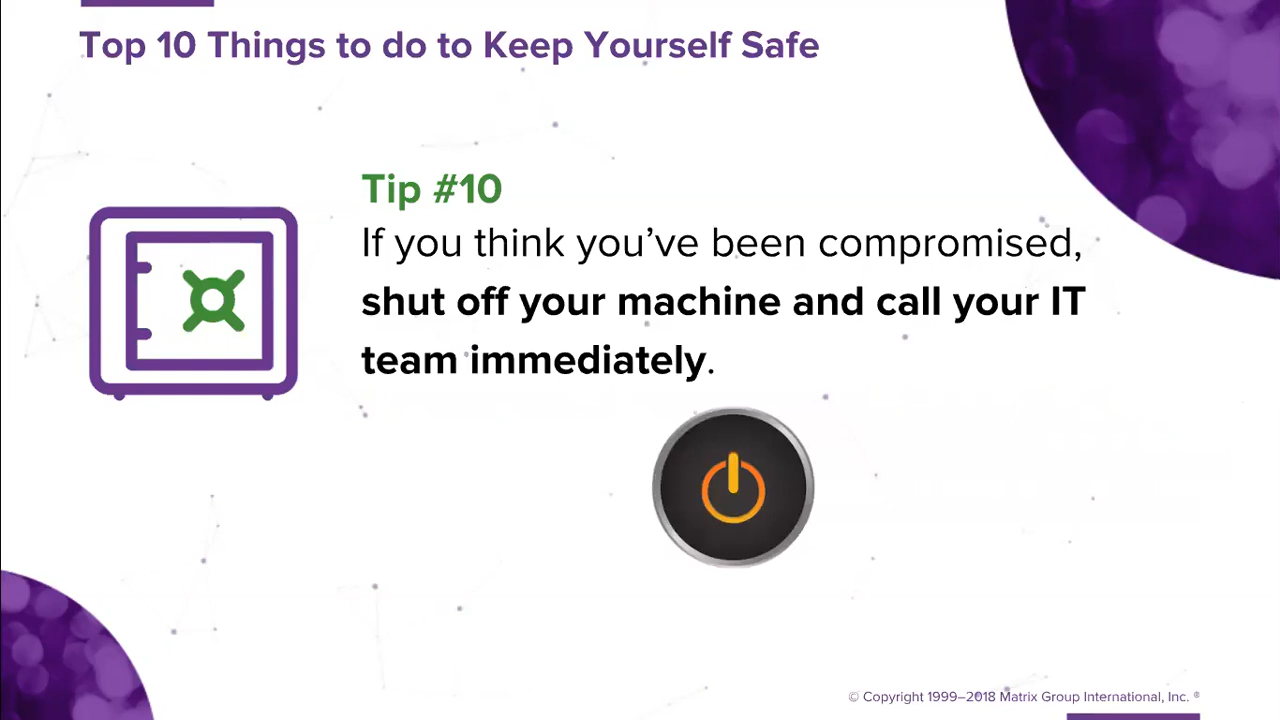 Top 10 Things to do to Keep Yourself Safe
Tip #10
If you think you’ve been compromised,
shut off your machine and call your IT
team immediately.
© Copyright 1999–2018 Matrix Group International, Inc. ®